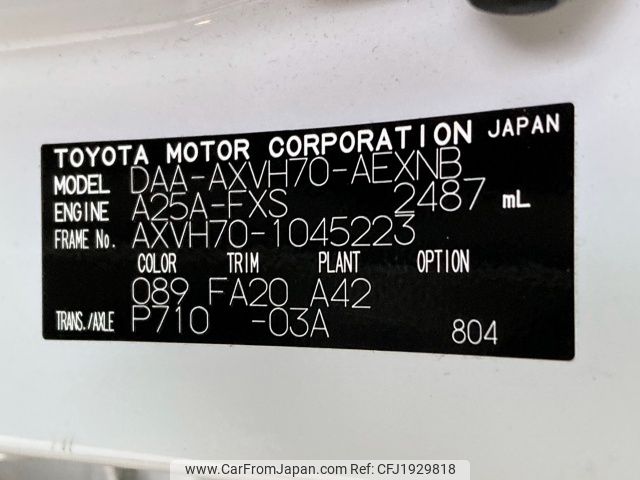 TOYOTA MOTOR CORPORATION JAPAN
MODEL DAA-AXVH70-AEXNB
ENGINE A25A-FXS 2487 mL
FRAME No. AXVH70-1045223
COLOR TRIM PLANT OPTION
089 FA20 A42
TRANS./AXLE P710 -03A 804
www.CarFromJapan.com - CFJ1929818